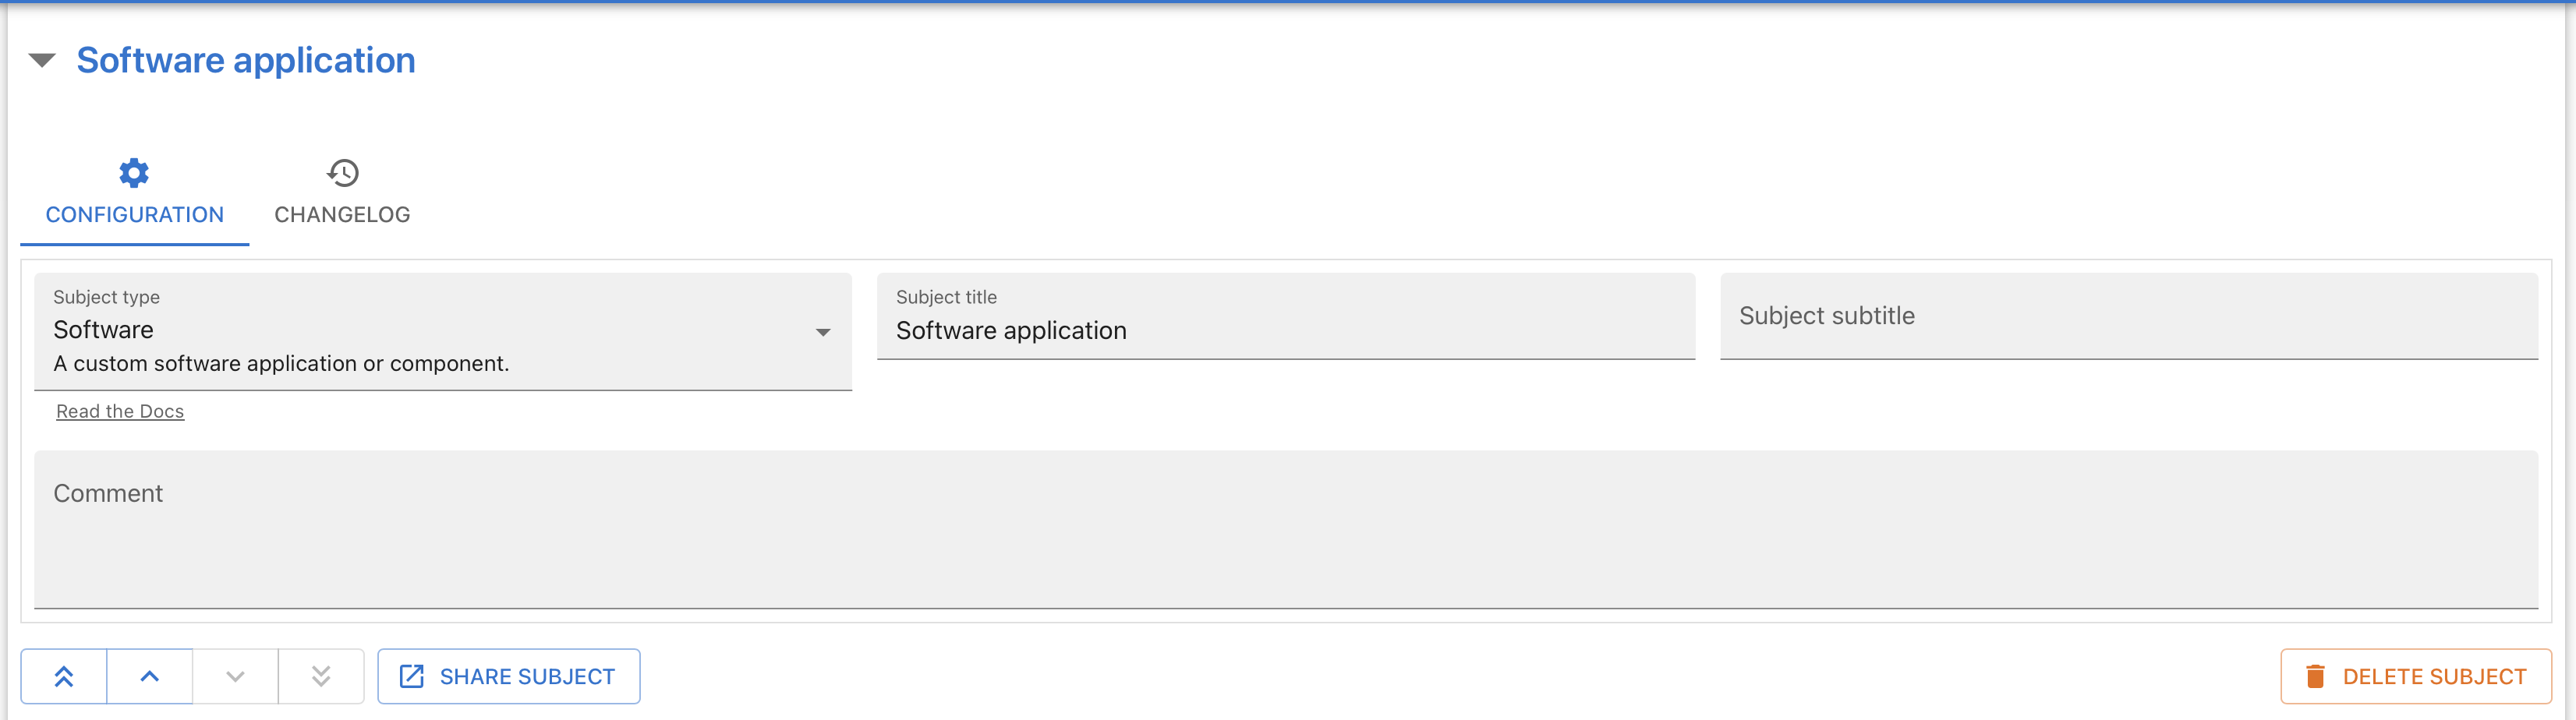 Software application
CONFIGURATION
CHANGELOG
Subject type
Software
A custom software application or component.
Read the Docs
Subject title
Software application
Subject subtitle
Comment
SHARE SUBJECT
DELETE SUBJECT